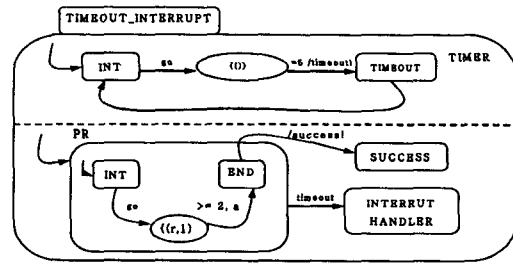 TIMEOUT_INTERRUPT
TIMER
INT
go
{()}
=5 /timeout!
TIMEOUT
PR
/success!
INT
END
SUCCESS
go
>= 2, a
{(r,1)
timeout
INTERRUT
HANDLER